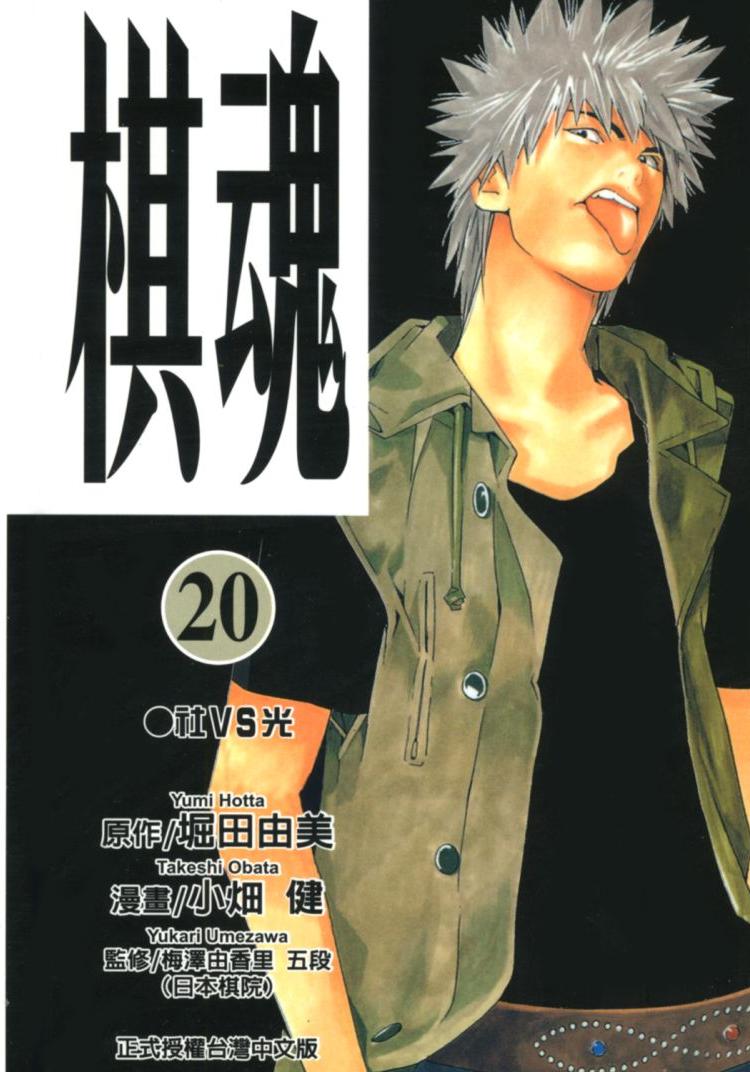 棋魂
20
○社VS光
Yumi Hotta
原作/堀田由美
Takeshi Obata
漫畫/小畑 健
Yukari Umezawa
監修/梅澤由香里 五段
(日本棋院)
正式授權台灣中文版